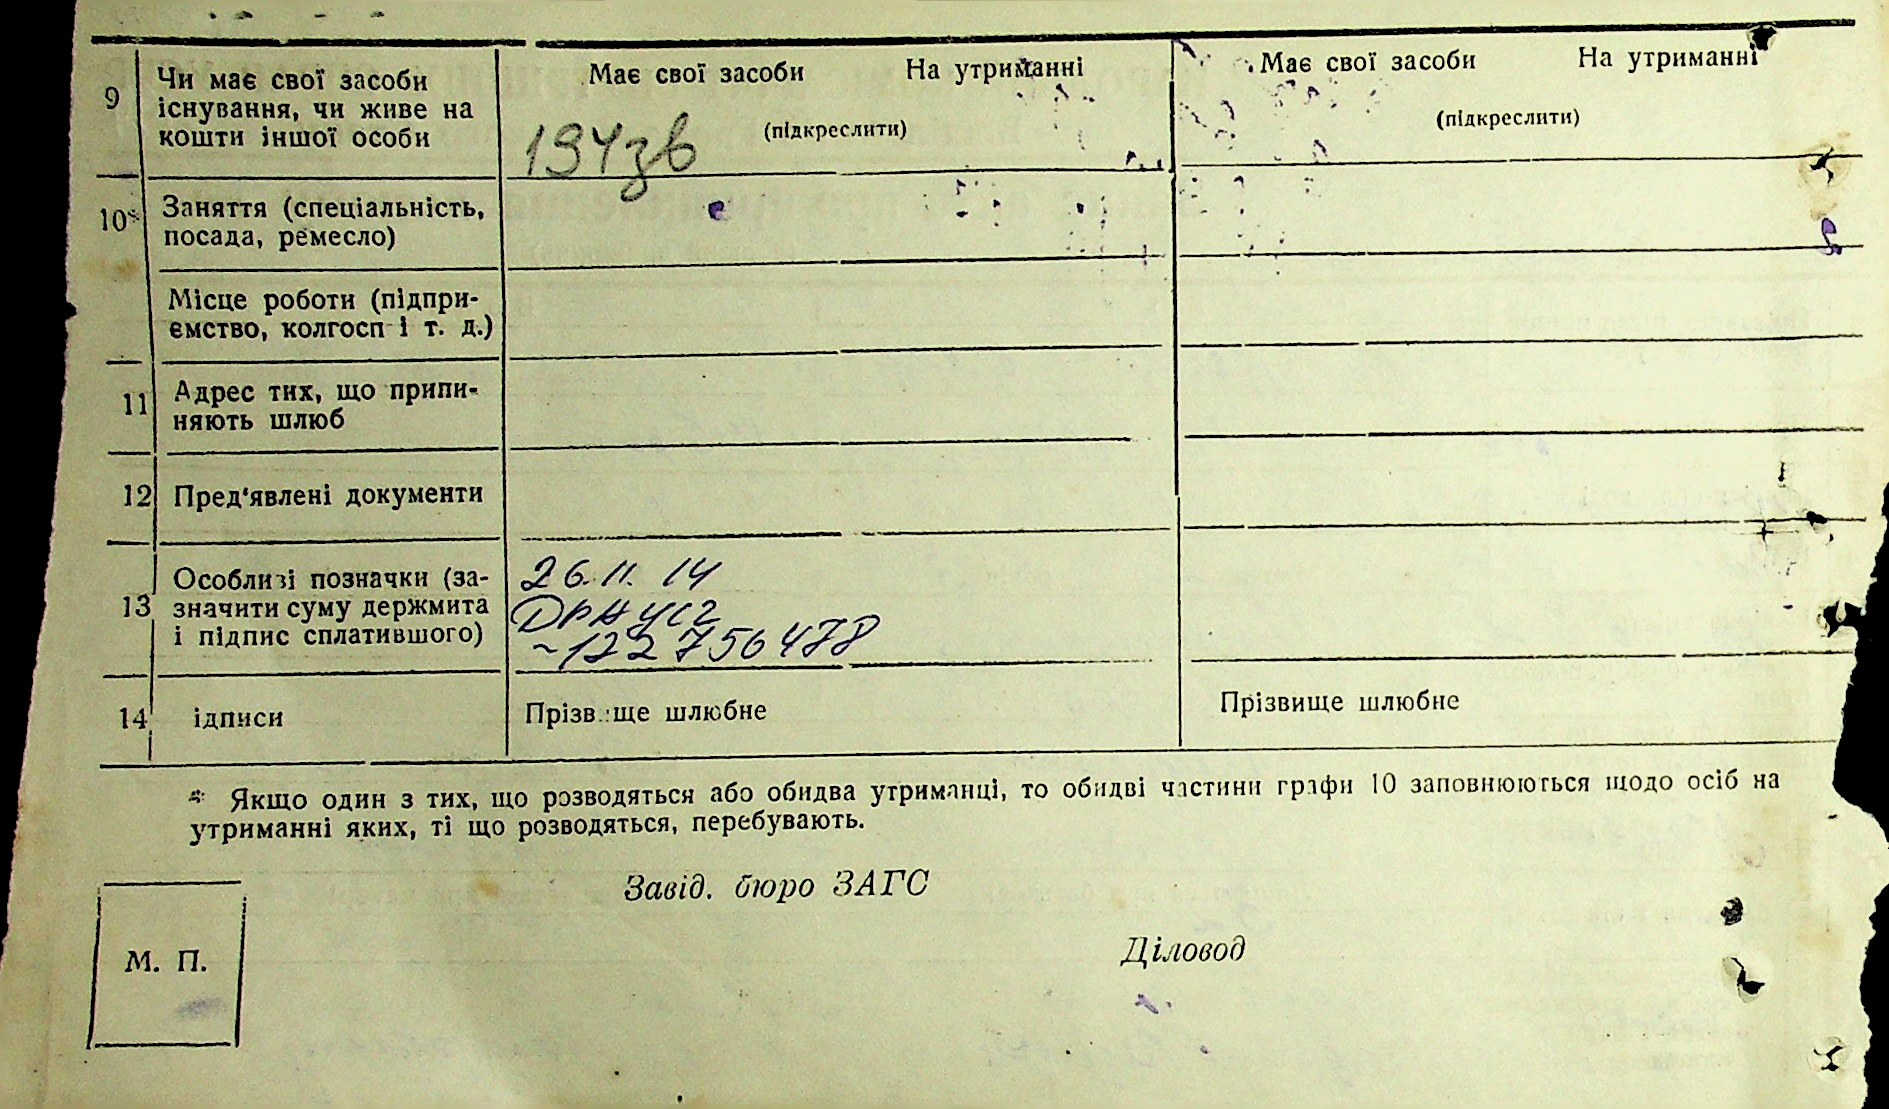 9
Чи має свої засоби
існування, чи живе на
кошти іншої особи
Має свої засоби На утриманні
(підкреслити)
194зв
Має свої засоби На утриманні
(підкреслити)
10*
Заняття (спеціальність,
посада, ремесло)
Місце роботи (підпри-
ємство, колгосп і т. д.)
11
Адрес тих, що припи-
няють шлюб
12
Пред'явлені документи
13
Особливі позначки (за-
значити суму держмита
і підпис сплатившого)
26.11.14
~122756478
14
ідписи
Прізвище шлюбне
Прізвище шлюбне
* Якщо один з тих, що розводяться або обидва утриманці, то обидві частини графи 10 заповнюються щодо осіб на
утриманні яких, ті що розводяться, перебувають.
Завід. бюро ЗАГС
Діловод
М. П.